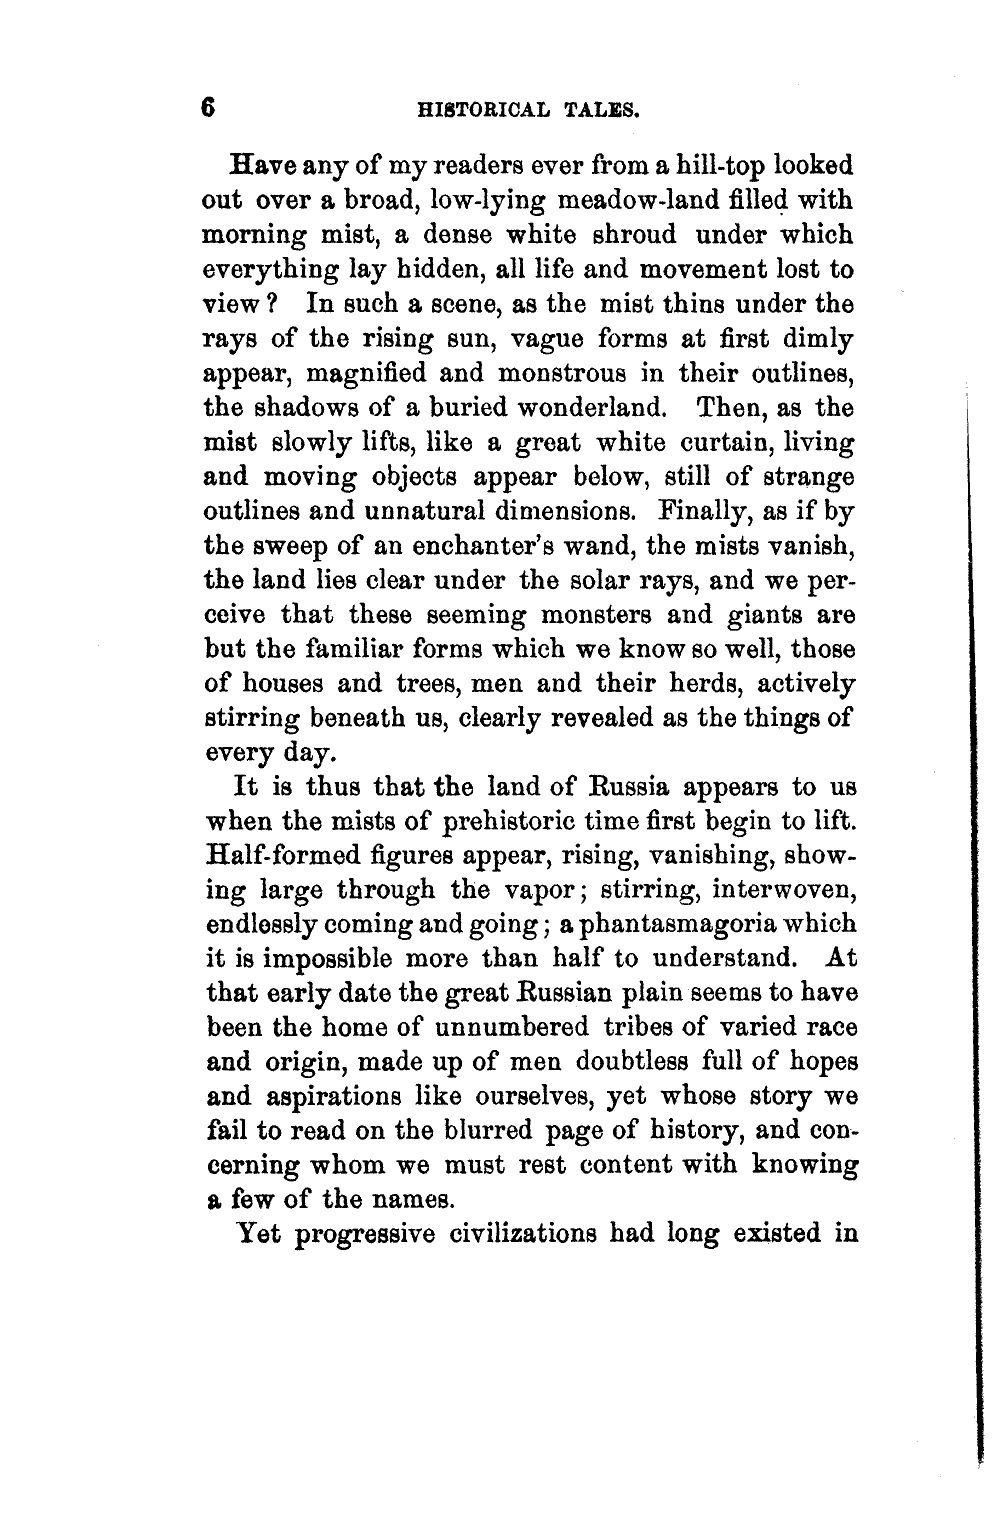 6 HISTORICAL TALES.
Have any of my readers ever from a hill-top looked
out over a broad, low-lying meadow-land filled with
morning mist, a dense white shroud under which
everything lay hidden, all life and movement lost to
view? In such a scene, as the mist thins under the
rays of the rising sun, vague forms at first dimly
appear, magnified and monstrous in their outlines,
the shadows of a buried wonderland. Then, as the
mist slowly lifts, like a great white curtain, living
and moving objects appear below, still of strange
outlines and unnatural dimensions. Finally, as if by
the sweep of an enchanter's wand, the mists vanish,
the land lies clear under the solar rays, and we per-
ceive that these seeming monsters and giants are
but the familiar forms which we know so well, those
of houses and trees, men and their herds, actively
stirring beneath us, clearly revealed as the things of
every day.
It is thus that the land of Russia appears to us
when the mists of prehistoric time first begin to lift.
Half-formed figures appear, rising, vanishing, show-
ing large through the vapor; stirring, interwoven,
endlessly coming and going; a phantasmagoria which
it is impossible more than half to understand. At
that early date the great Russian plain seems to have
been the home of unnumbered tribes of varied race
and origin, made up of men doubtless full of hopes
and aspirations like ourselves, yet whose story we
fail to read on the blurred page of history, and con-
cerning whom we must rest content with knowing
a few of the names.
Yet progressive civilizations had long existed in